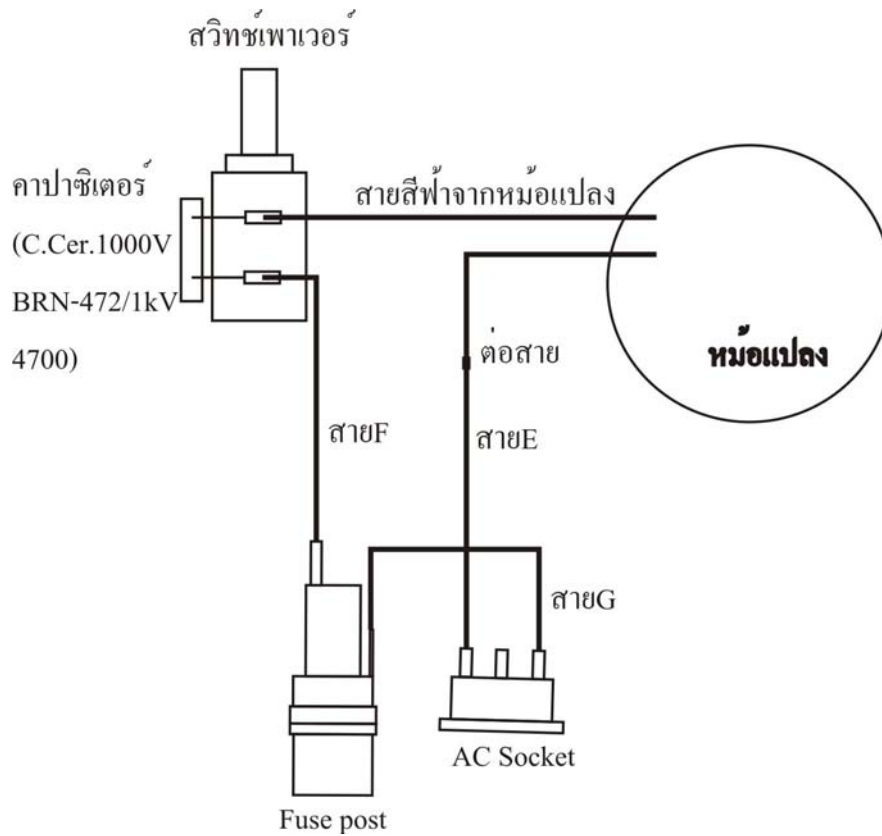 สวิทช์เพาเวอร์
คาปาซิเตอร์
(C.Cer.1000V
BRN-472/1kV
4700)
สายสีฟ้าจากหม้อแปลง
ต่อสาย
หม้อแปลง
สายF
สายE
สายG
AC Socket
Fuse post